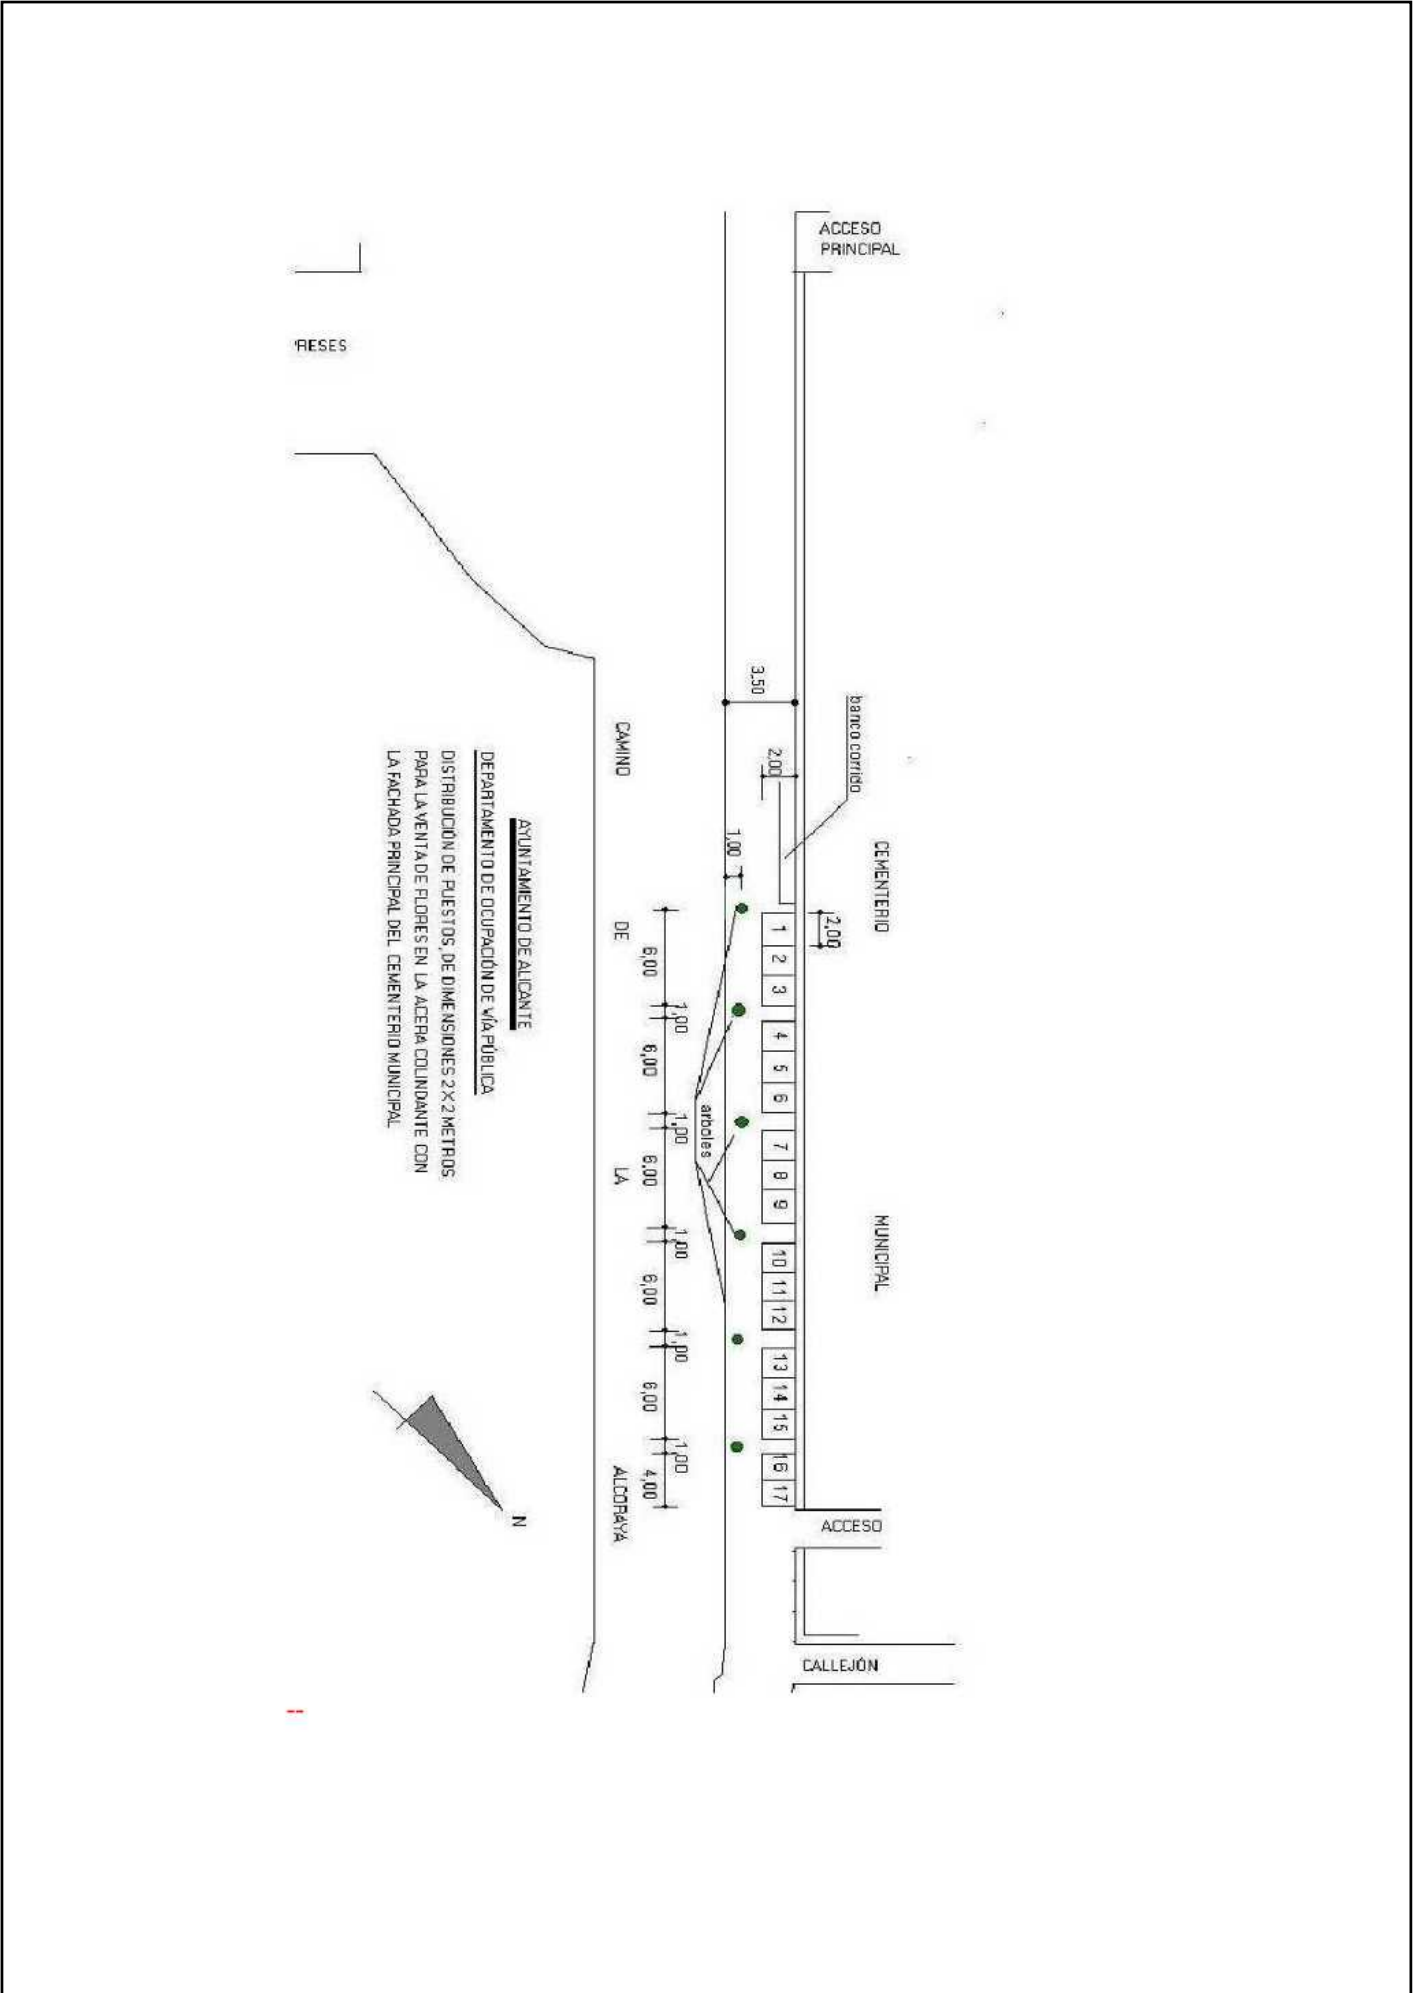 ACCESO
PRINCIPAL
RESES
3,50
banco corrido
2,00
CAMINO
1,00
CEMENTERIO
2,00
DE
1
2
3
4
5
6
7
8
9
10
11
12
13
14
15
16
17
6,00
1,00
6,00
1,00
6,00
1,00
6,00
1,00
6,00
1,00
4,00
arboles
LA
MUNICIPAL
ALCORAYA
AYUNTAMIENTO DE ALICANTE
DEPARTAMENTO DE OCUPACIÓN DE VÍA PÚBLICA
DISTRIBUCIÓN DE PUESTOS, DE DIMENSIONES 2 X 2 METROS
PARA LA VENTA DE FLORES EN LA ACERA COLINDANTE CON
LA FACHADA PRINCIPAL DEL CEMENTERIO MUNICIPAL
N
ACCESO
CALLEJÓN
--